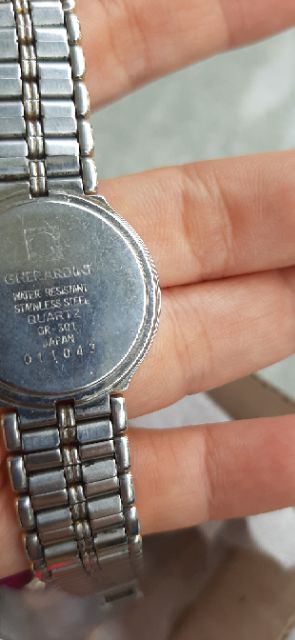 GHERARDINI
WATER RESISTANT
STAINLESS STEEL
QUARTZ
GR-301
JAPAN
011043